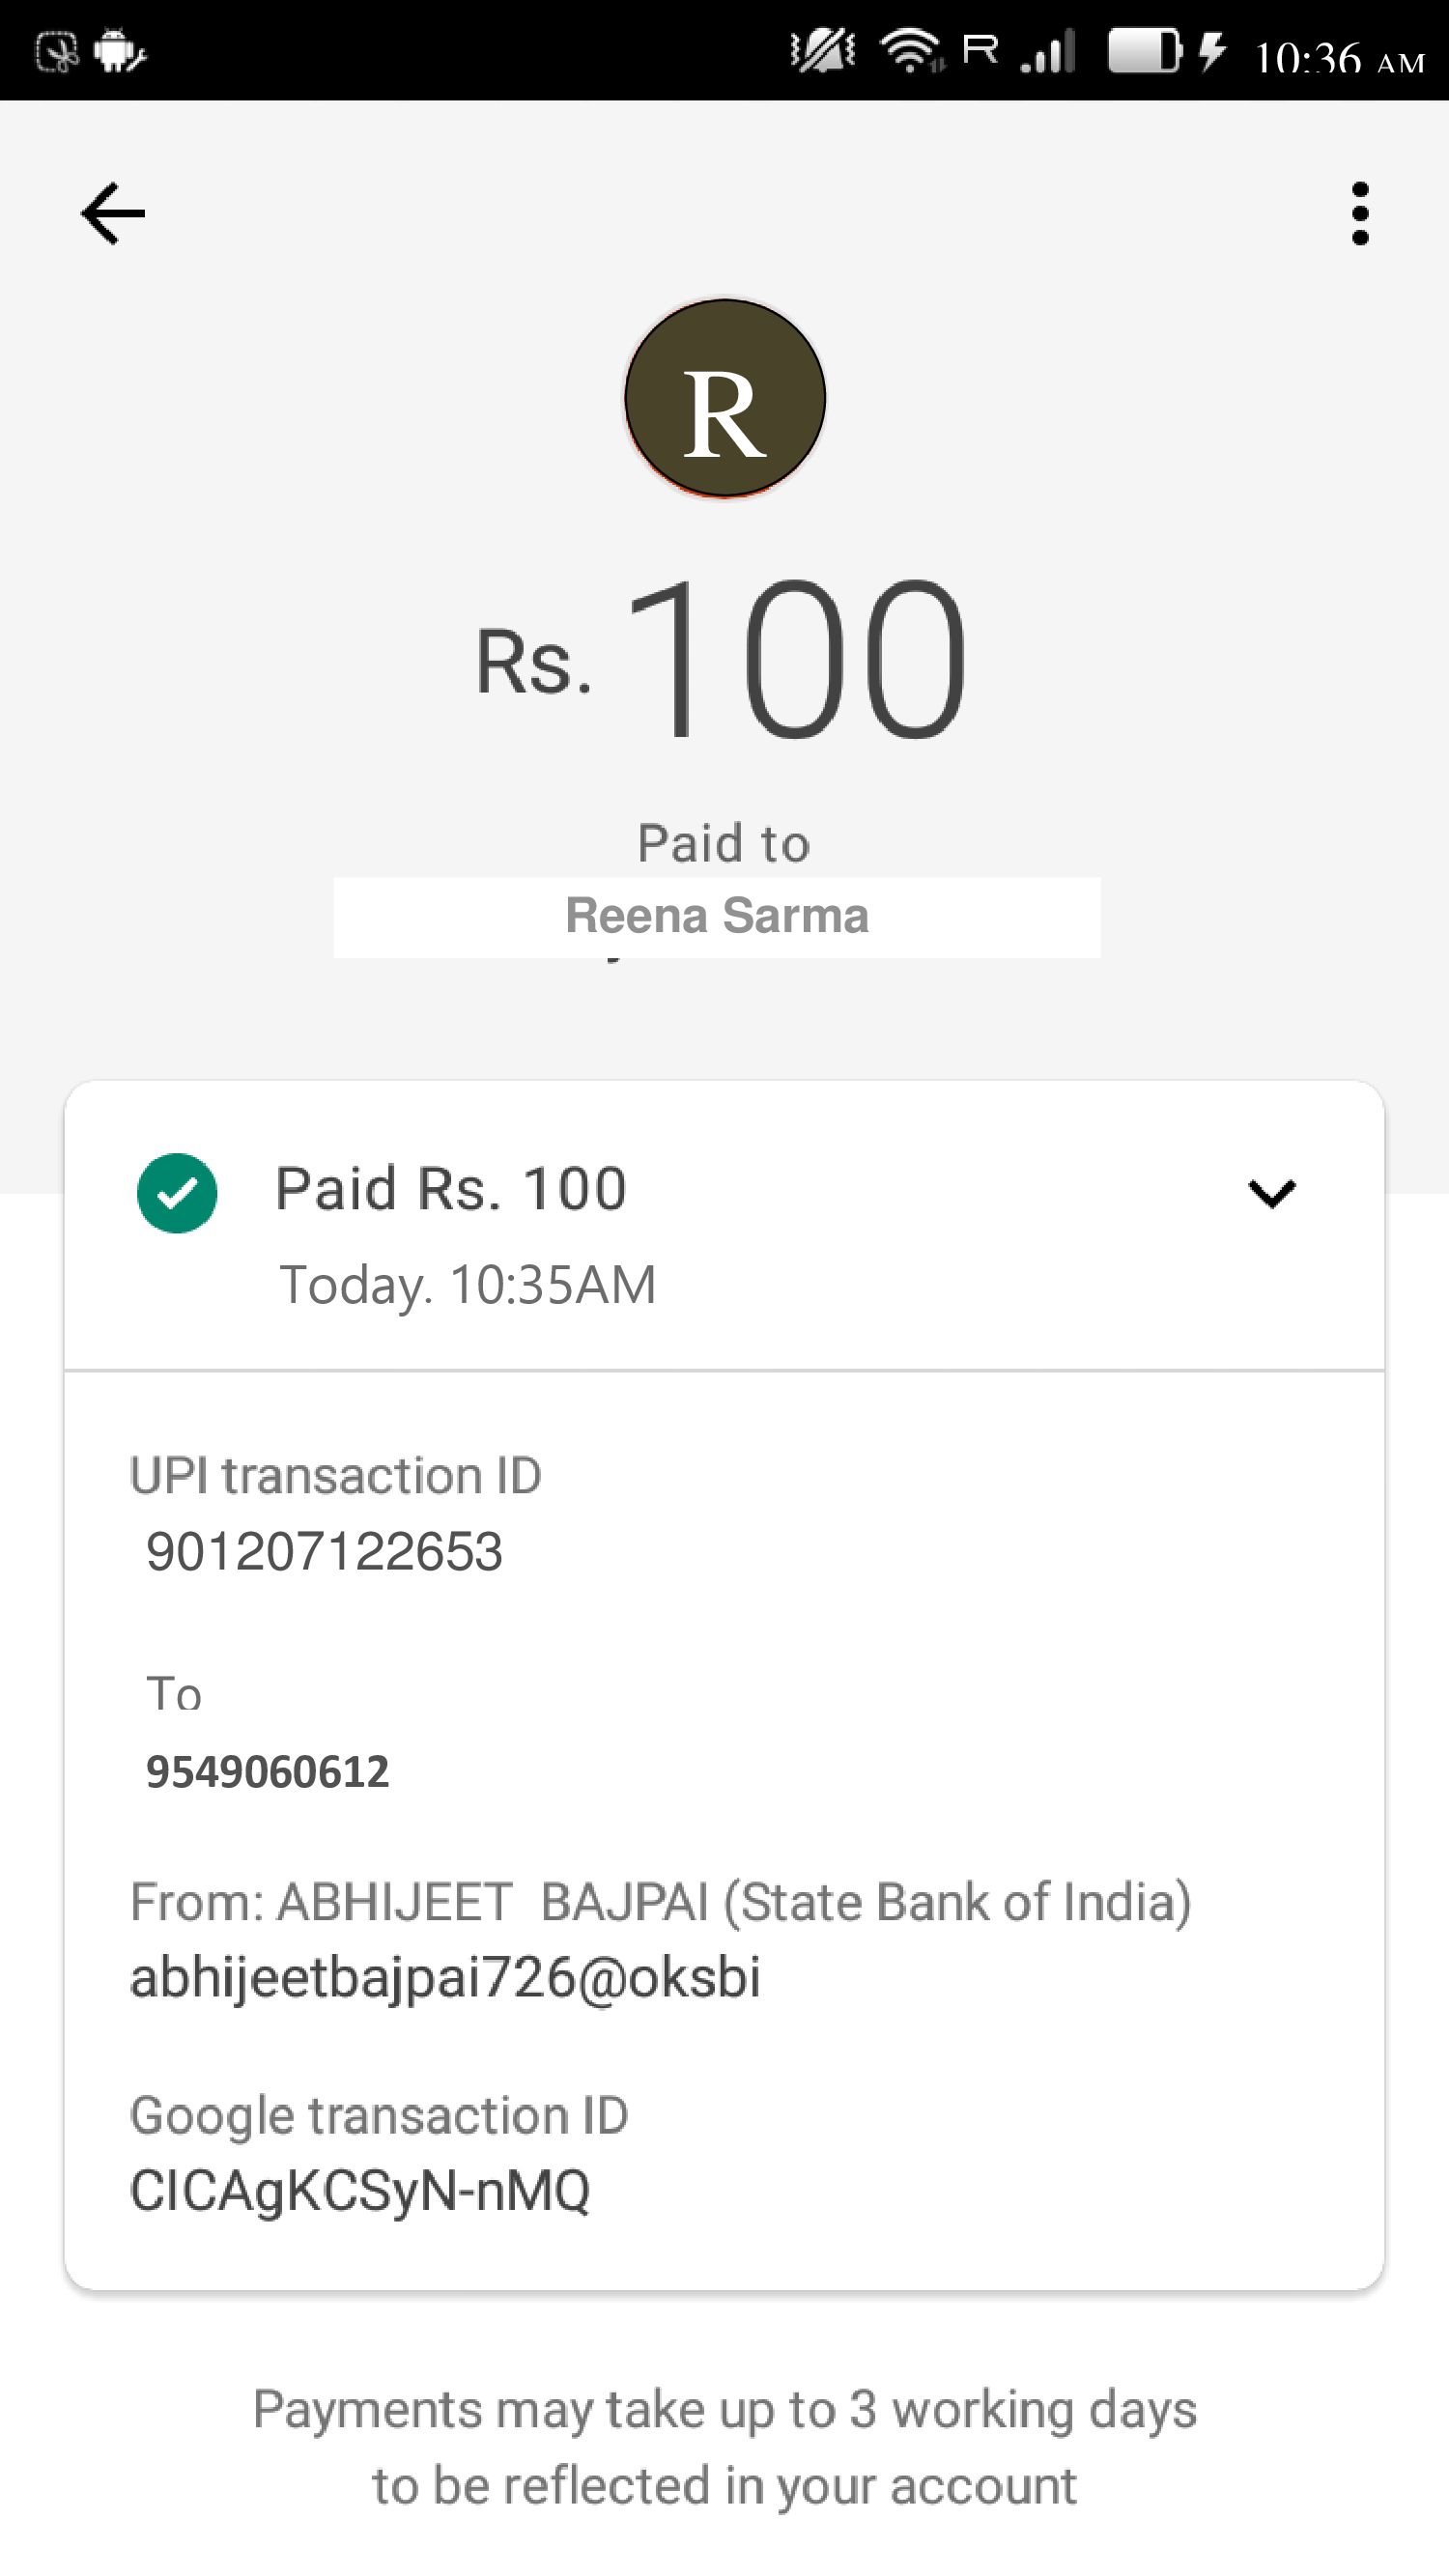 R 10:36 AM
R
Rs. 100
Paid to
Reena Sarma
Paid Rs. 100
Today. 10:35AM
UPI transaction ID
901207122653
To
9549060612
From: ABHIJEET BAJPAI (State Bank of India)
abhijeetbajpai726@oksbi
Google transaction ID
CICAgKCSyN-nMQ
Payments may take up to 3 working days
to be reflected in your account